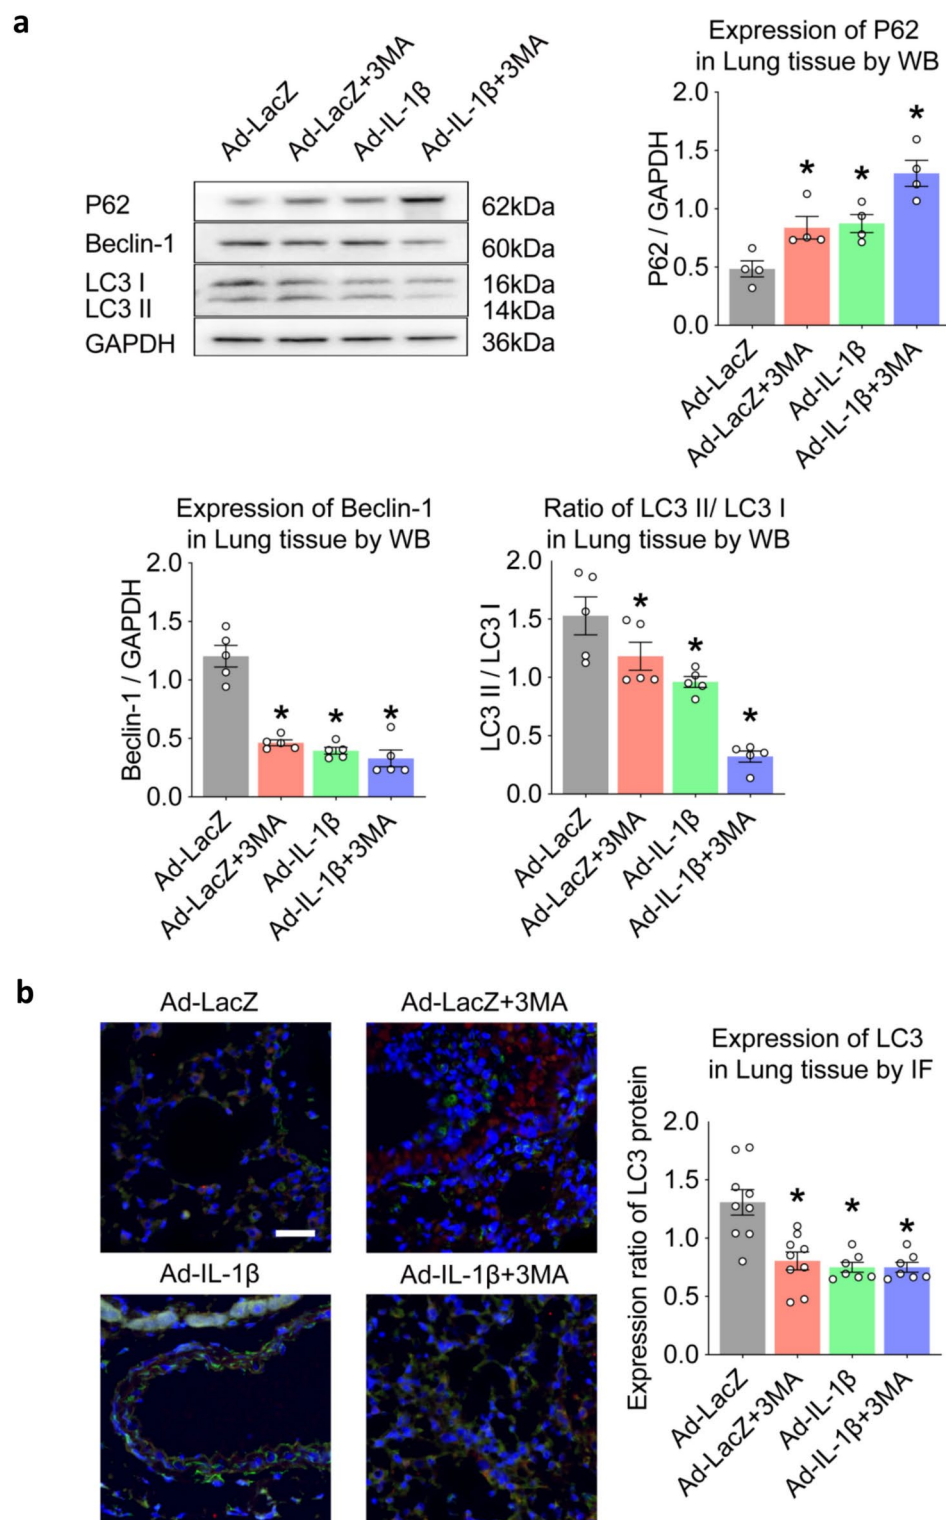 a
Ad-LacZ
Ad-LacZ+3MA
Ad-IL-1β
Ad-IL-1β+3MA
P62
62kDa
Beclin-1
60kDa
LC3 I
16kDa
LC3 II
14kDa
GAPDH
36kDa
Expression of P62
in Lung tissue by WB
P62 / GAPDH
2.0
1.5
1.0
0.5
0.0
*
*
*
Ad-LacZ
Ad-LacZ+3MA
Ad-IL-1β
Ad-IL-1β+3MA
Expression of Beclin-1
in Lung tissue by WB
Beclin-1 / GAPDH
2.0
1.5
1.0
0.5
0.0
*
*
*
Ad-LacZ
Ad-LacZ+3MA
Ad-IL-1β
Ad-IL-1β+3MA
Ratio of LC3 II/ LC3 I
in Lung tissue by WB
LC3 II / LC3 I
2.0
1.5
1.0
0.5
0.0
*
*
*
Ad-LacZ
Ad-LacZ+3MA
Ad-IL-1β
Ad-IL-1β+3MA
b
Ad-LacZ
Ad-LacZ+3MA
Ad-IL-1β
Ad-IL-1β+3MA
Expression of LC3
in Lung tissue by IF
Expression ratio of LC3 protein
2.0
1.5
1.0
0.5
0.0
*
*
*
Ad-LacZ
Ad-LacZ+3MA
Ad-IL-1β
Ad-IL-1β+3MA